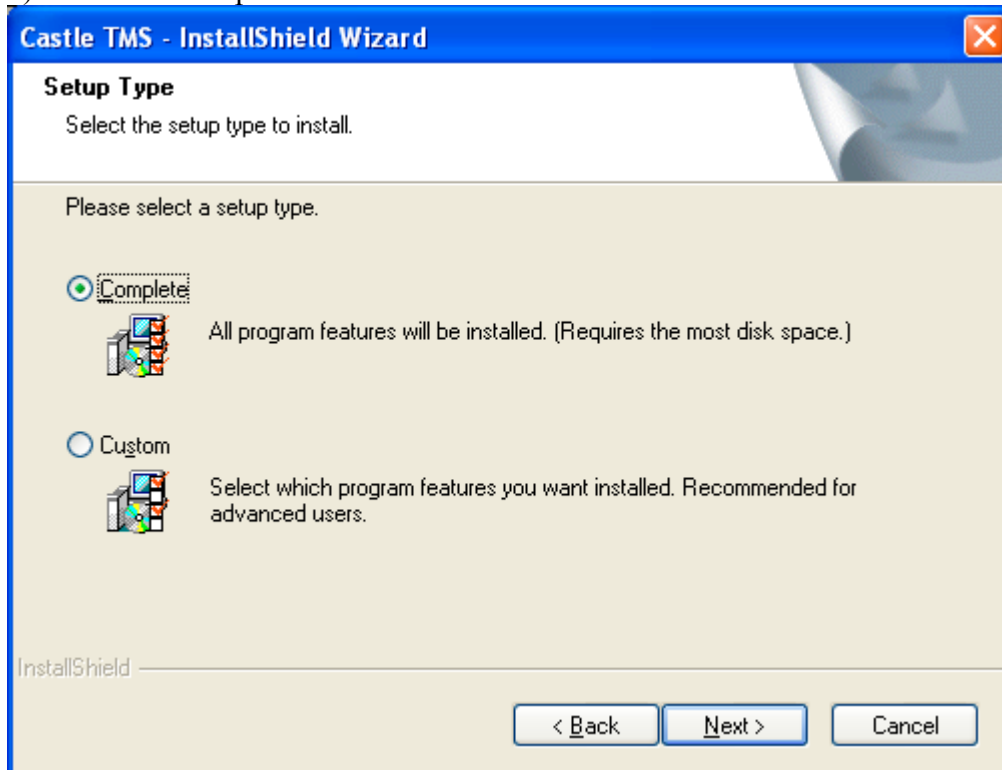 Castle TMS - InstallShield Wizard
Setup Type
Select the setup type to install.
Please select a setup type.
Complete
All program features will be installed. (Requires the most disk space.)
Custom
Select which program features you want installed. Recommended for
advanced users.
InstallShield
< Back Next > Cancel